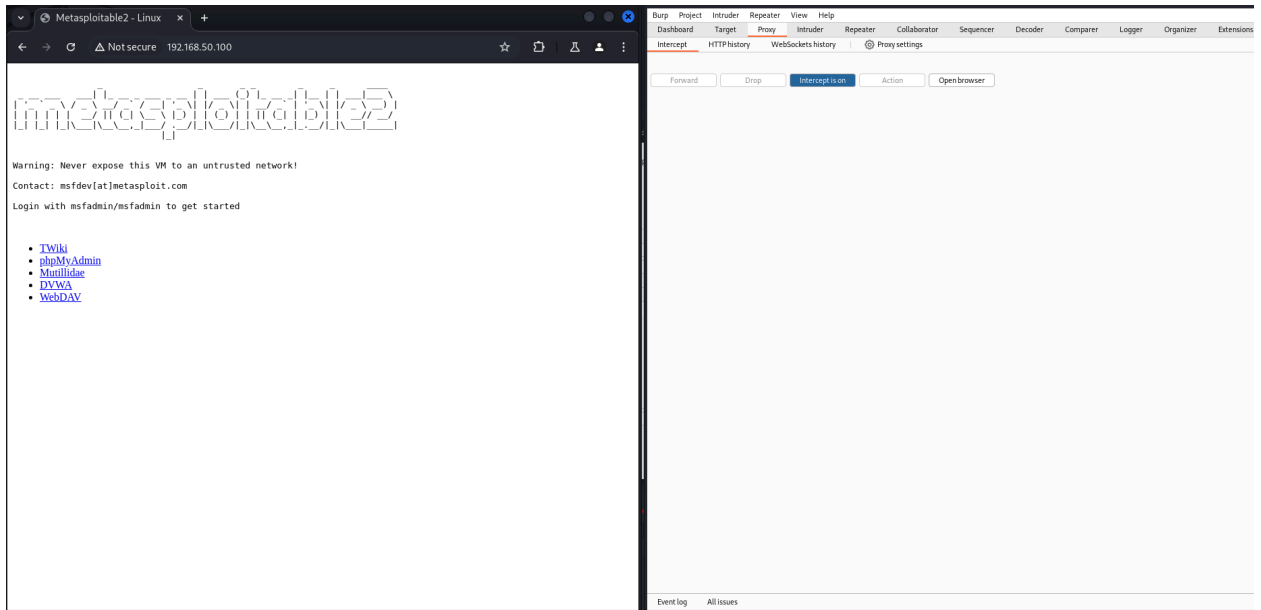 Metasploitable2 - Linux
Not secure 192.168.50.100
metasploitable2
Warning: Never expose this VM to an untrusted network!
Contact: msfdev[at]metasploit.com
Login with msfadmin/msfadmin to get started
TWiki
phpMyAdmin
Mutillidae
DVWA
WebDAV
Burp Project Intruder Repeater View Help
Dashboard Target Proxy Intruder Repeater Collaborator Sequencer Decoder Comparer Logger Organizer Extensions
Intercept HTTP history WebSockets history Proxy settings
Forward Drop Intercept is on Action Open browser
Event log All issues